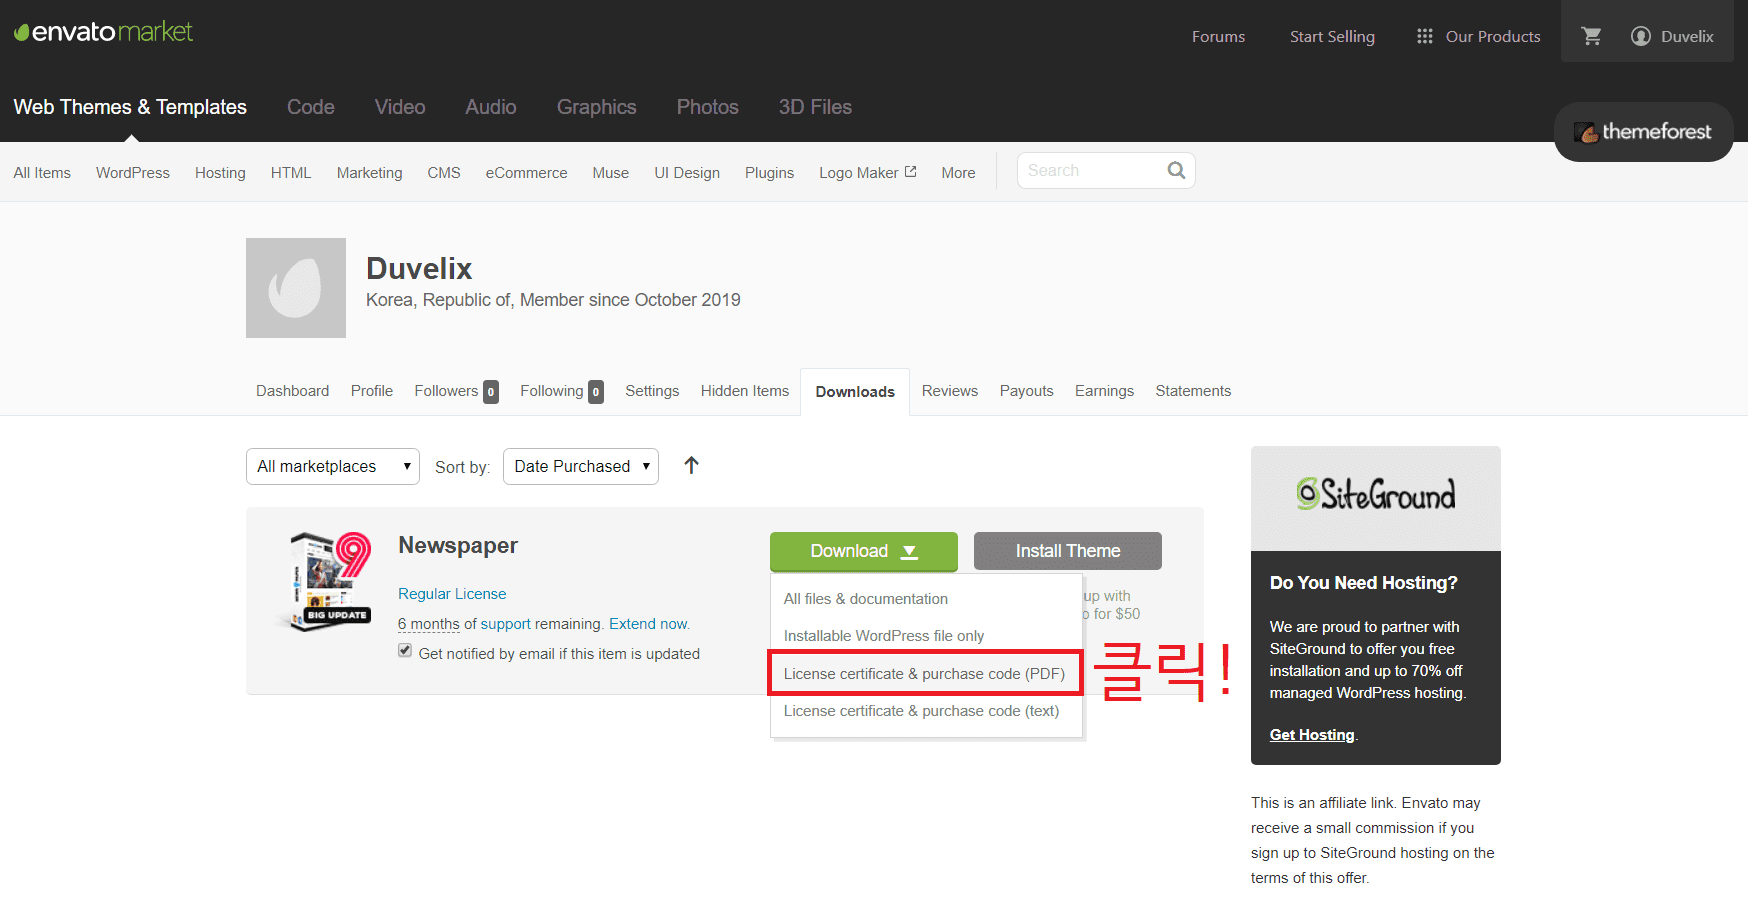 envato market
Forums
Start Selling
Our Products
Duvelix
Web Themes & Templates
Code
Video
Audio
Graphics
Photos
3D Files
themeforest
All Items
WordPress
Hosting
HTML
Marketing
CMS
eCommerce
Muse
UI Design
Plugins
Logo Maker
More
Search
Duvelix
Korea, Republic of, Member since October 2019
Dashboard
Profile
Followers 0
Following 0
Settings
Hidden Items
Downloads
Reviews
Payouts
Earnings
Statements
All marketplaces
Sort by:
Date Purchased
9
BIG UPDATE
Newspaper
Regular License
6 months of support remaining. Extend now.
Get notified by email if this item is updated
Download
Install Theme
up with
for $50
All files & documentation
Installable WordPress file only
License certificate & purchase code (PDF)
클릭!
License certificate & purchase code (text)
SiteGround
Do You Need Hosting?
We are proud to partner with
SiteGround to offer you free
installation and up to 70% off
managed WordPress hosting.
Get Hosting.
This is an affiliate link. Envato may
receive a small commission if you
sign up to SiteGround hosting on the
terms of this offer.